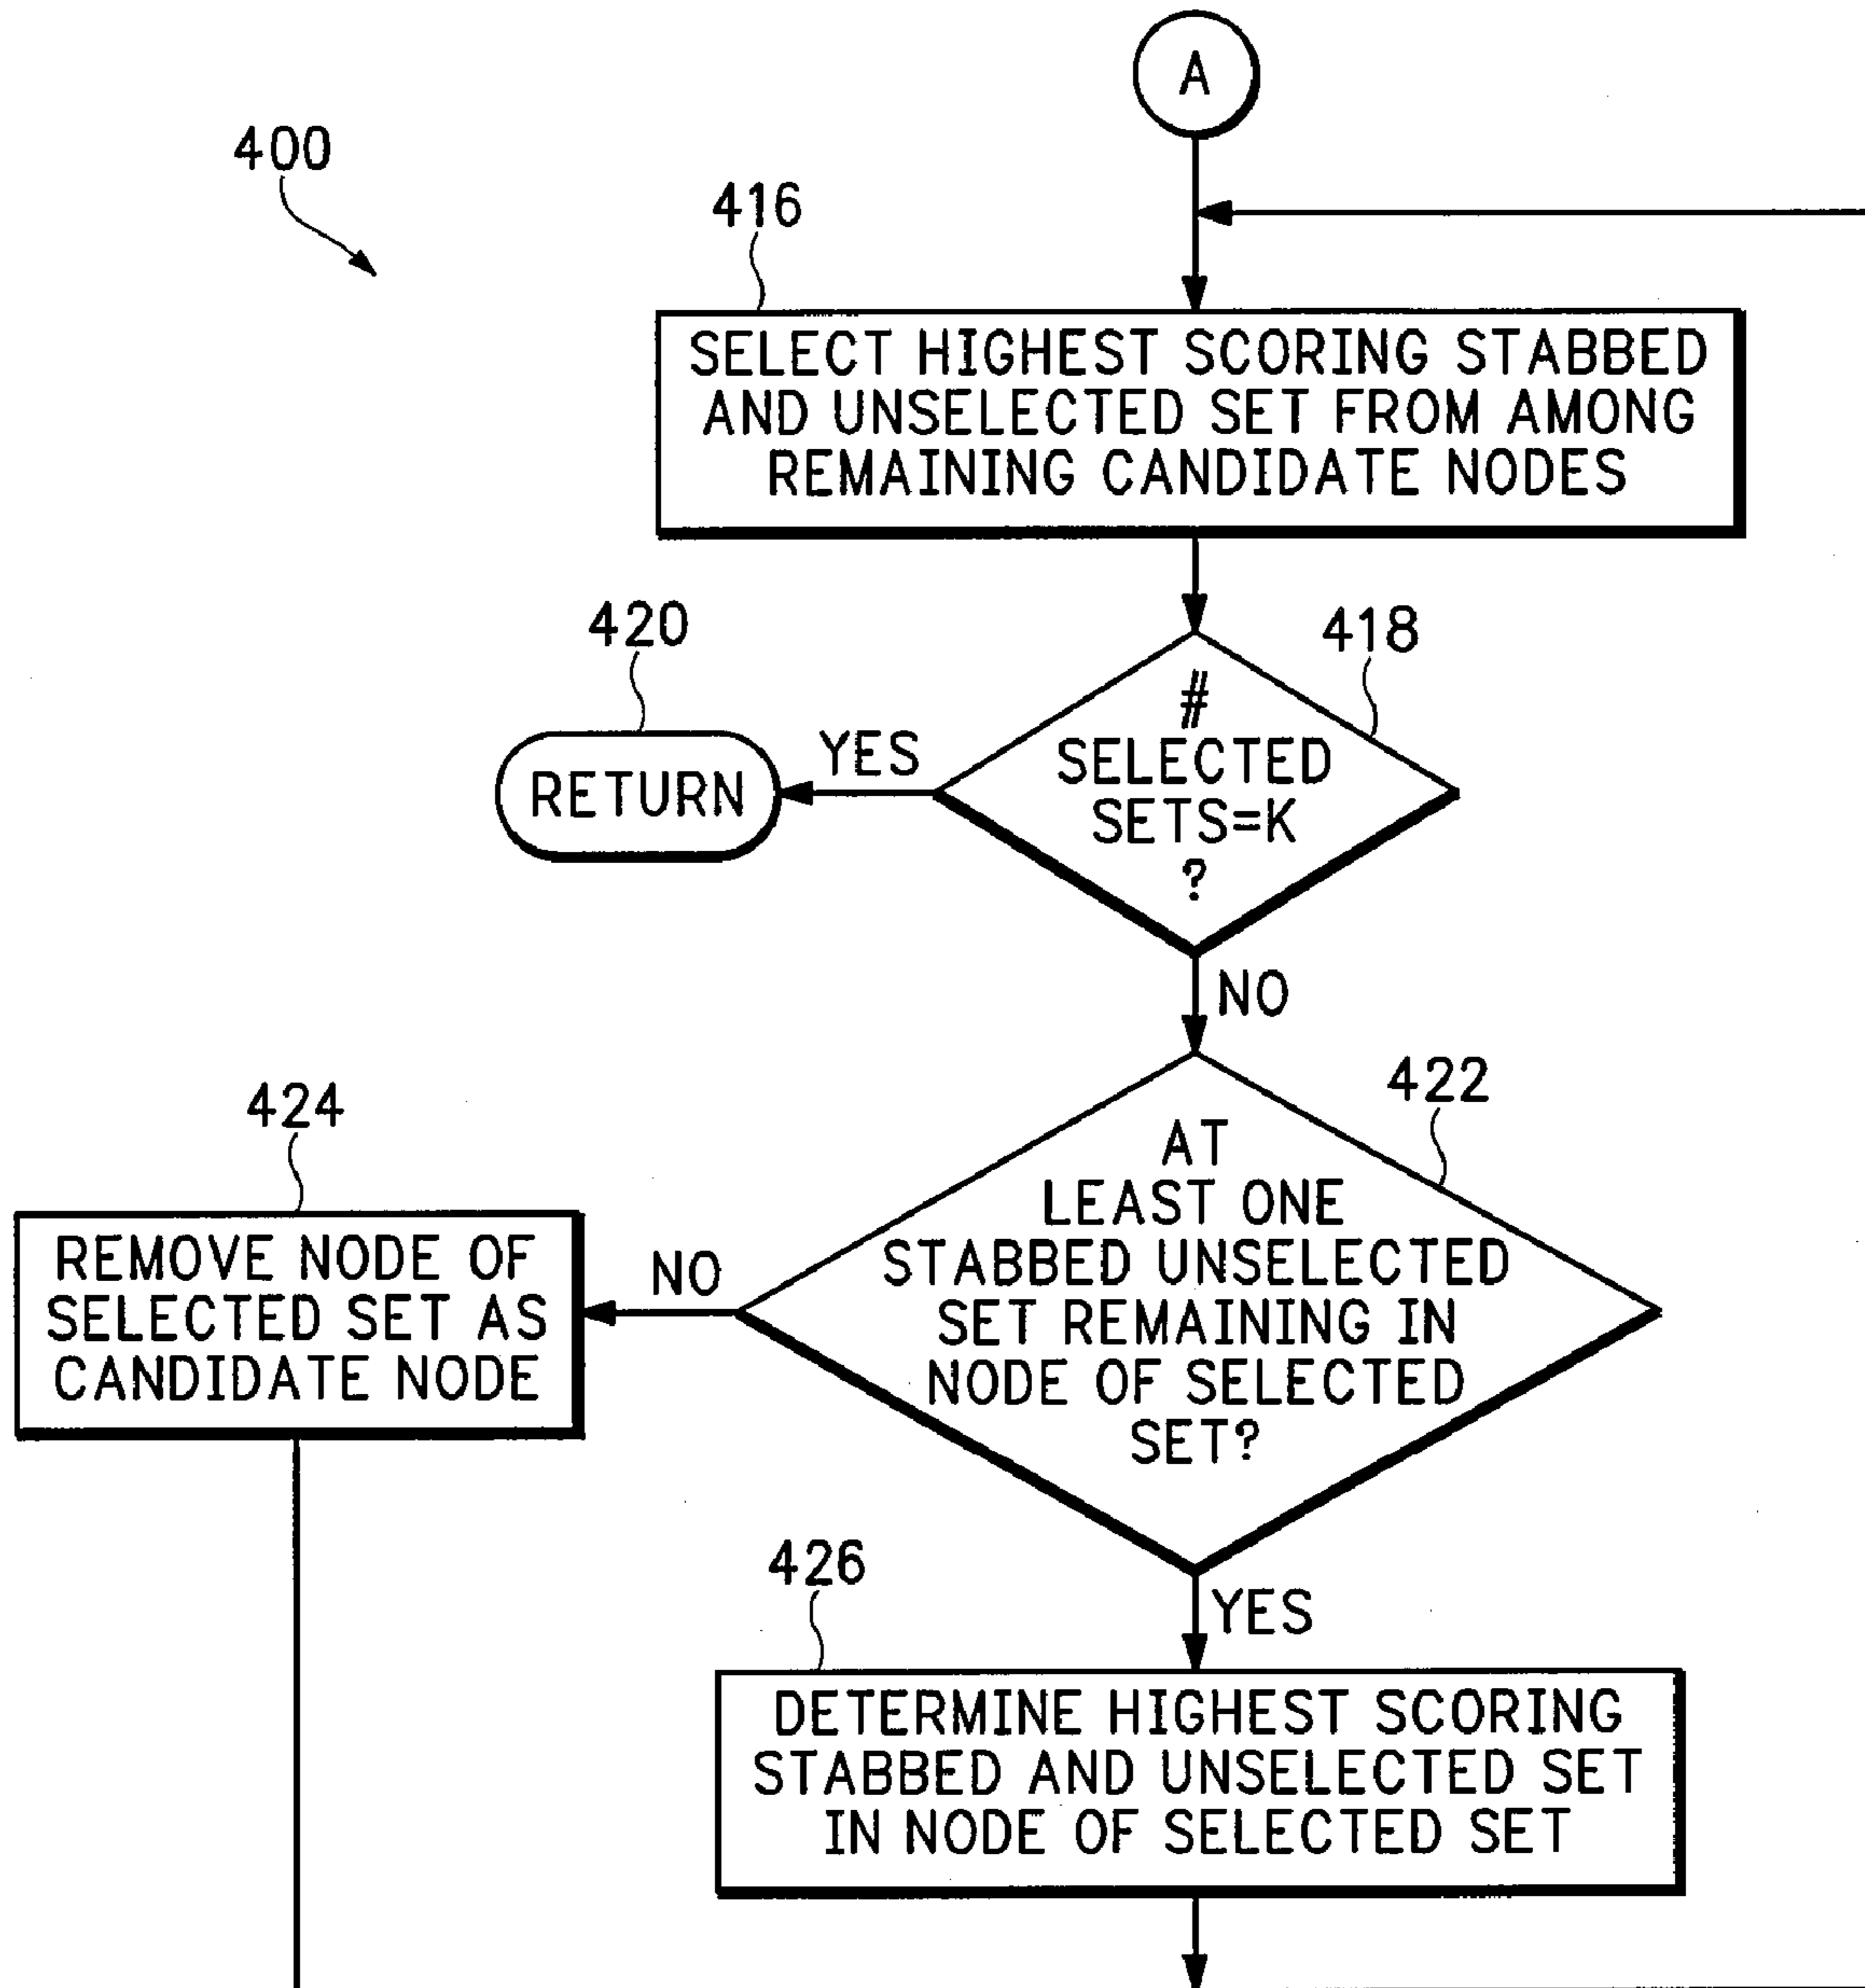 A
400
416
SELECT HIGHEST SCORING STABBED
AND UNSELECTED SET FROM AMONG
REMAINING CANDIDATE NODES
420
418
#
SELECTED
SETS=K
?
YES
RETURN
NO
422
424
AT
LEAST ONE
STABBED UNSELECTED
SET REMAINING IN
NODE OF SELECTED
SET?
NO
REMOVE NODE OF
SELECTED SET AS
CANDIDATE NODE
426
YES
DETERMINE HIGHEST SCORING
STABBED AND UNSELECTED SET
IN NODE OF SELECTED SET